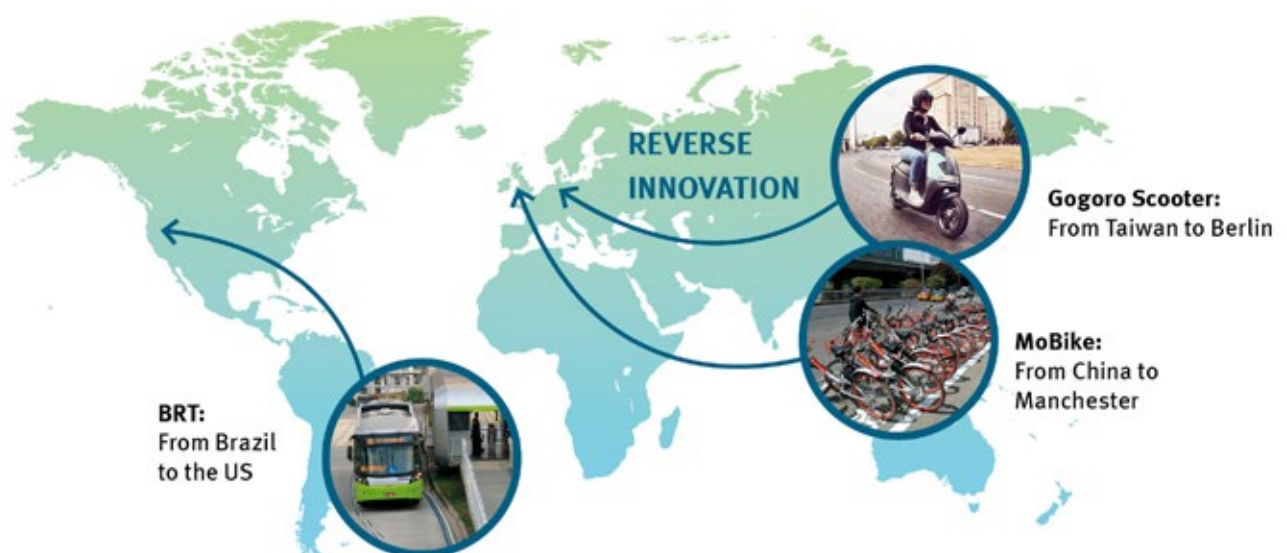 REVERSE
INNOVATION
Gogoro Scooter:
From Taiwan to Berlin
MoBike:
From China to
Manchester
BRT:
From Brazil
to the US